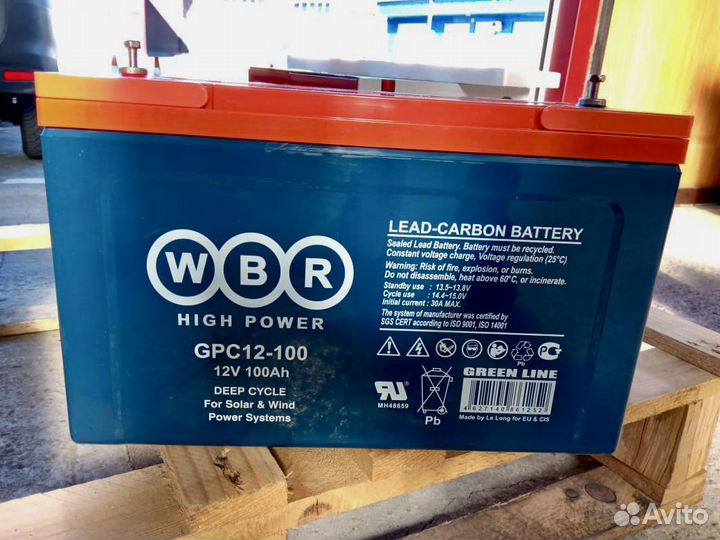 WBR
HIGH POWER
GPC12-100
12V 100Ah
DEEP CYCLE
For Solar & Wind
Power Systems
LEAD-CARBON BATTERY
Sealed Lead Battery. Battery must be recycled.
Constant voltage charge, Voltage regulation (25°C)
Warning: Risk of fire, explosion, or burns.
Do not disassemble, heat above 60°C, or incinerate.
Standby use : 13.5~13.8V
Cycle use : 14.4~15.0V
Initial current : 30A MAX.
The system of manufacturer was certified by
SGS CERT according to ISO 9001, ISO 14001
Pb
MH48659
Pb
GREEN LINE
4627140861252
Made by Le Long for EU & CIS
Avito